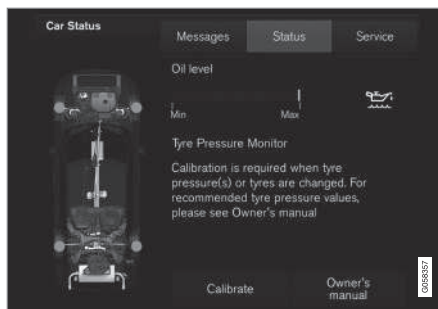 Car Status
Messages
Status
Service
Oil level
Min
Max
Tyre Pressure Monitor
Calibration is required when tyre
pressure(s) or tyres are changed. For
recommended tyre pressure values,
please see Owner's manual
Calibrate
Owner's
manual
G058357